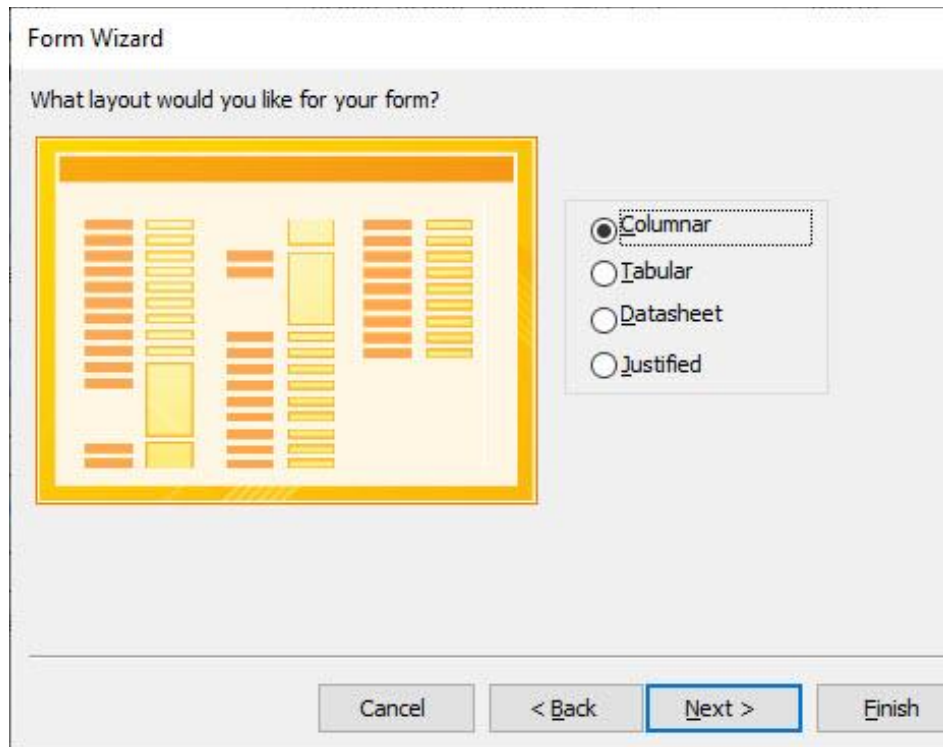 Form Wizard
What layout would you like for your form?
Columnar
Tabular
Datasheet
Justified
Cancel
< Back
Next >
Finish